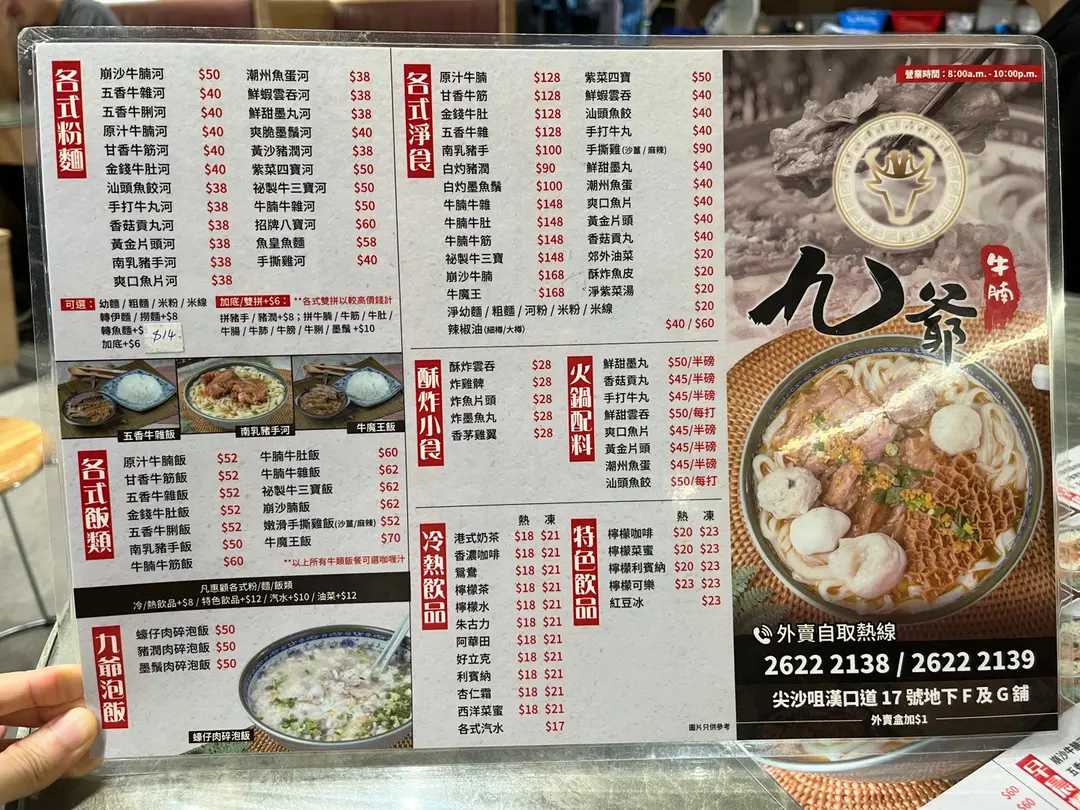 各式粉麵
崩沙牛腩河 $50
五香牛雜河 $40
五香牛脷河 $40
原汁牛腩河 $40
甘香牛筋河 $40
金錢牛肚河 $40
汕頭魚餃河 $38
手打牛丸河 $38
香菇貢丸河 $38
黃金片頭河 $38
南乳豬手河 $38
爽口魚片河 $38
潮州魚蛋河 $38
鮮蝦雲吞河 $38
鮮甜墨丸河 $38
爽脆墨鬚河 $40
黃沙豬潤河 $40
紫菜四寶河 $50
祕製牛三寶河 $50
牛腩牛雜河 $50
招牌八寶河 $60
魚皇魚麵 $58
手撕雞河 $40
可選： 幼麵 / 粗麵 / 米粉 / 米線
轉伊麵 / 撈麵+$8
轉魚麵+$
$14.
加底+$6
加底/雙拼+$6： **各式雙拼以較高價錢計
拼豬手 / 豬潤+$8；拼牛腩 / 牛筋 / 牛肚 /
牛腸 / 牛肺 / 牛膀 / 牛脷 / 墨鬚 +$10
五香牛雜飯
南乳豬手河
牛魔王飯
各式飯類
原汁牛腩飯 $52
甘香牛筋飯 $52
五香牛雜飯 $52
金錢牛肚飯 $52
五香牛脷飯 $52
南乳豬手飯 $50
牛腩牛筋飯 $60
牛腩牛肚飯 $60
牛腩牛雜飯 $62
祕製牛三寶飯 $62
崩沙腩飯 $62
嫩滑手撕雞飯(沙薑/麻辣) $52
牛魔王飯 $70
**以上所有牛類飯餐可選咖喱汁
凡惠顧各式粉/麵/飯類
冷/熱飲品+$8 / 特色飲品+$12 / 汽水+$10 / 油菜+$12
九爺泡飯
蠔仔肉碎泡飯 $50
豬潤肉碎泡飯 $50
墨鬚肉碎泡飯 $50
蠔仔肉碎泡飯
各式淨食
原汁牛腩 $128
甘香牛筋 $128
金錢牛肚 $128
五香牛雜 $128
南乳豬手 $100
白灼豬潤 $90
白灼墨魚鬚 $100
牛腩牛雜 $148
牛腩牛肚 $148
牛腩牛筋 $148
祕製牛三寶 $148
崩沙牛腩 $168
牛魔王 $168
紫菜四寶 $50
鮮蝦雲吞 $40
汕頭魚餃 $40
手打牛丸 $40
手撕雞(沙薑/麻辣) $90
鮮甜墨丸 $40
潮州魚蛋 $40
爽口魚片 $40
黃金片頭 $40
香菇貢丸 $40
郊外油菜 $20
酥炸魚皮 $20
淨紫菜湯 $20
淨幼麵 / 粗麵 / 河粉 / 米粉 / 米線 $20
辣椒油(細樽/大樽) $40 / $60
酥炸小食
酥炸雲吞 $28
炸雞髀 $28
炸魚片頭 $28
炸墨魚丸 $28
香茅雞翼 $28
火鍋配料
鮮甜墨丸 $50/半磅
香菇貢丸 $45/半磅
手打牛丸 $45/半磅
鮮甜雲吞 $50/每打
爽口魚片 $45/半磅
黃金片頭 $45/半磅
潮州魚蛋 $45/半磅
汕頭魚餃 $50/每打
冷熱飲品
熱 凍
港式奶茶 $18 $21
香濃咖啡 $18 $21
鴛鴦 $18 $21
檸檬茶 $18 $21
檸檬水 $18 $21
朱古力 $18 $21
阿華田 $18 $21
好立克 $18 $21
利賓納 $18 $21
杏仁霜 $18 $21
西洋菜蜜 $18 $21
各式汽水 $17
特色飲品
熱 凍
檸檬咖啡 $20 $23
檸檬菜蜜 $20 $23
檸檬利賓納 $20 $23
檸檬可樂 $23 $23
紅豆冰 $23
圖片只供參考
營業時間：8:00a.m. - 10:00p.m.
九爺
牛腩
外賣自取熱線
2622 2138 / 2622 2139
尖沙咀漢口道 17 號地下 F 及 G 舖
外賣盒加$1